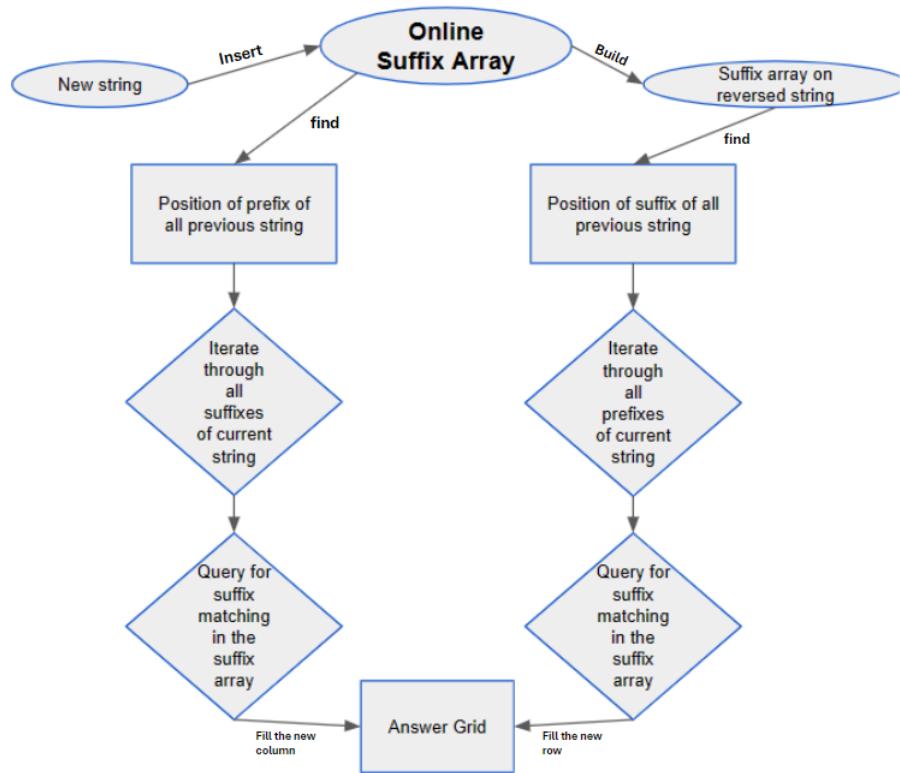 Online
Suffix Array
Insert
Build
New string
Suffix array on
reversed string
find
find
Position of prefix of
all previous string
Position of suffix of all
previous string
Iterate
through
all
suffixes
of current
string
Iterate
through
all
prefixes
of current
string
Query for
suffix
matching
in the
suffix
array
Query for
suffix
matching
in the
suffix
array
Answer Grid
Fill the new
column
Fill the new
row